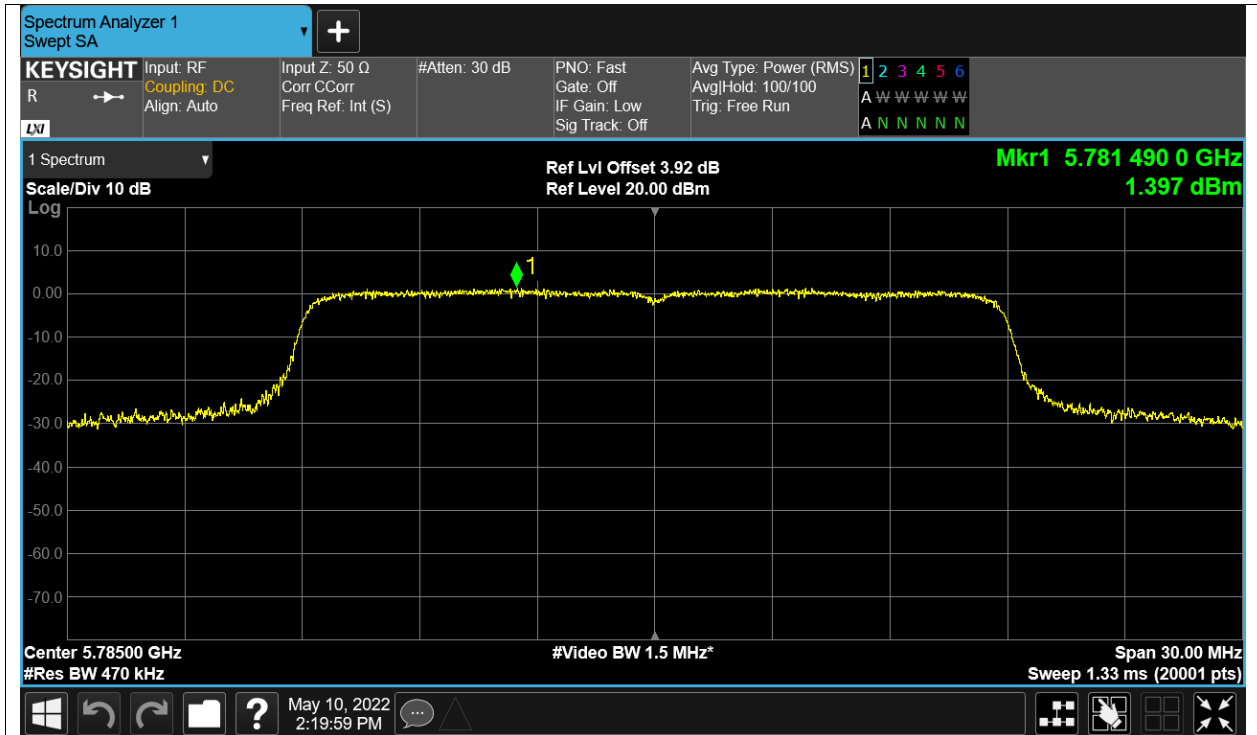 Spectrum Analyzer 1
Swept SA
▼
+
KEYSIGHT
R
LXI
Input: RF
Coupling: DC
Align: Auto
Input Z: 50 Ω
Corr CCorr
Freq Ref: Int (S)
#Atten: 30 dB
PNO: Fast
Gate: Off
IF Gain: Low
Sig Track: Off
Avg Type: Power (RMS)
Avg|Hold: 100/100
Trig: Free Run
1 2 3 4 5 6
A W W W W W
A N N N N N
1 Spectrum ▼
Scale/Div 10 dB
Log
Ref Lvl Offset 3.92 dB
Ref Level 20.00 dBm
Mkr1 5.781 490 0 GHz
1.397 dBm
10.0
0.00
-10.0
-20.0
-30.0
-40.0
-50.0
-60.0
-70.0
1
Center 5.78500 GHz
#Res BW 470 kHz
#Video BW 1.5 MHz*
Span 30.00 MHz
Sweep 1.33 ms (20001 pts)
?
May 10, 2022
2:19:59 PM